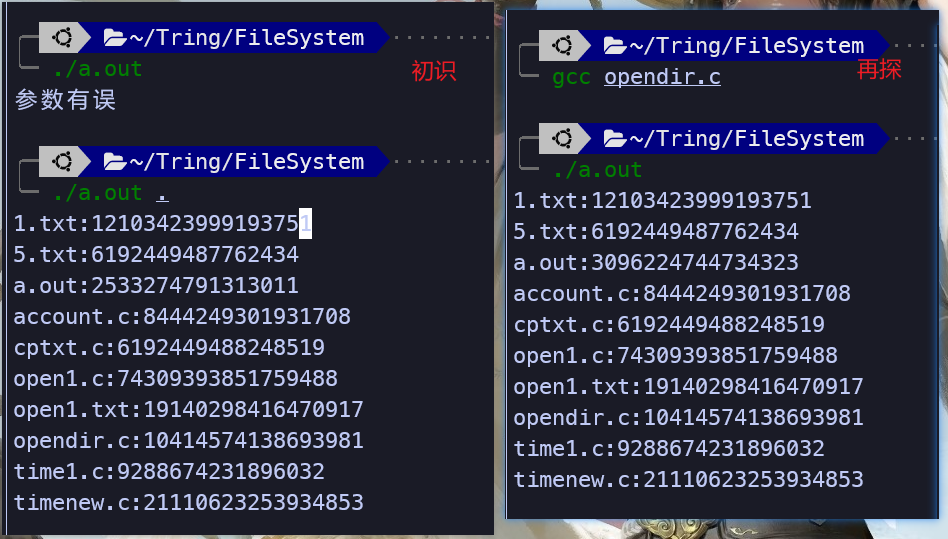 ~/Tring/FileSystem
./a.out
初识
参数有误
~/Tring/FileSystem
./a.out .
1.txt:12103423999193751
5.txt:6192449487762434
a.out:2533274791313011
account.c:8444249301931708
cptxt.c:6192449488248519
open1.c:74309393851759488
open1.txt:19140298416470917
opendir.c:10414574138693981
time1.c:9288674231896032
timenew.c:21110623253934853
~/Tring/FileSystem
再探
gcc opendir.c
~/Tring/FileSystem
./a.out
1.txt:12103423999193751
5.txt:6192449487762434
a.out:3096224744734323
account.c:8444249301931708
cptxt.c:6192449488248519
open1.c:74309393851759488
open1.txt:19140298416470917
opendir.c:10414574138693981
time1.c:9288674231896032
timenew.c:21110623253934853